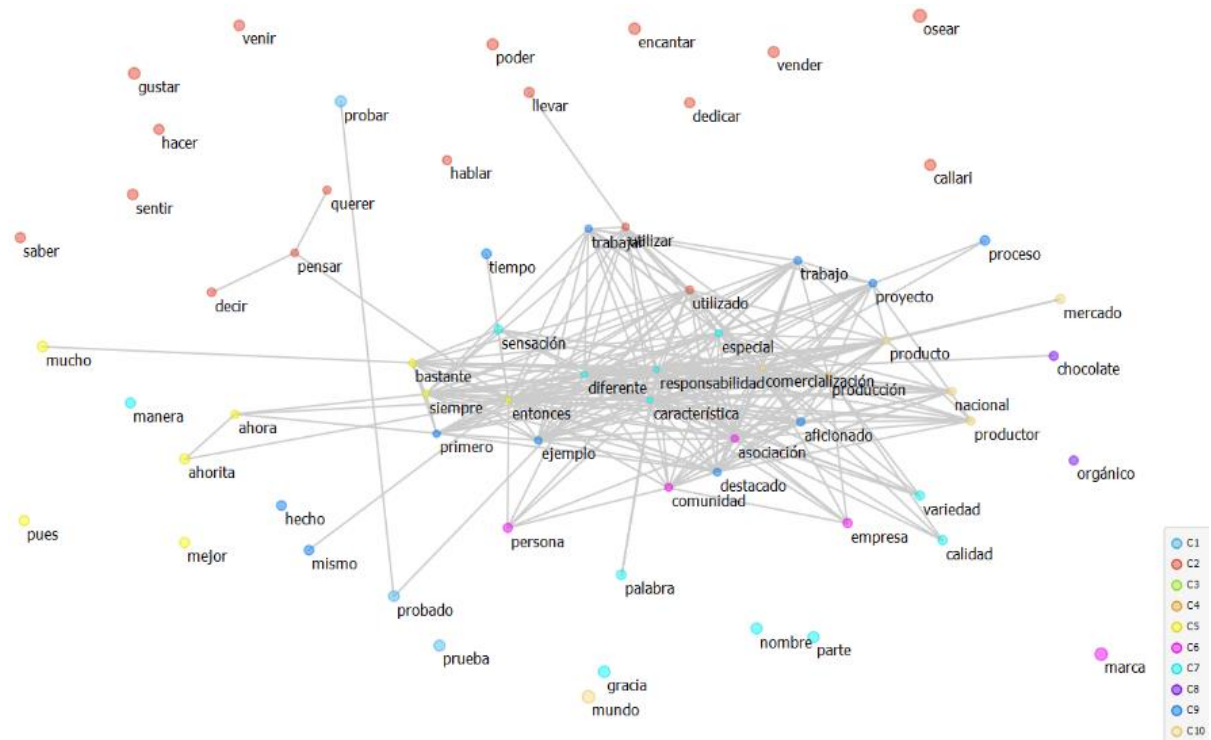 osear
venir
encantar
poder
vender
gustar
llevar
probar
dedicar
hacer
hablar
callari
sentir
querer
saber
trabajar
utilizar
proceso
tiempo
trabajo
pensar
decir
utilizado
proyecto
mercado
sensación
especial
producto
mucho
bastante
chocolate
diferente
responsabilidad
comercialización
producción
manera
siempre
entonces
característica
nacional
ahora
primero
aficionado
productor
ejemplo
asociación
ahorita
orgánico
destacado
comunidad
variedad
hecho
pues
persona
empresa
mejor
mismo
calidad
palabra
probado
nombre
parte
prueba
marca
gracia
mundo
C1
C2
C3
C4
C5
C6
C7
C8
C9
C10